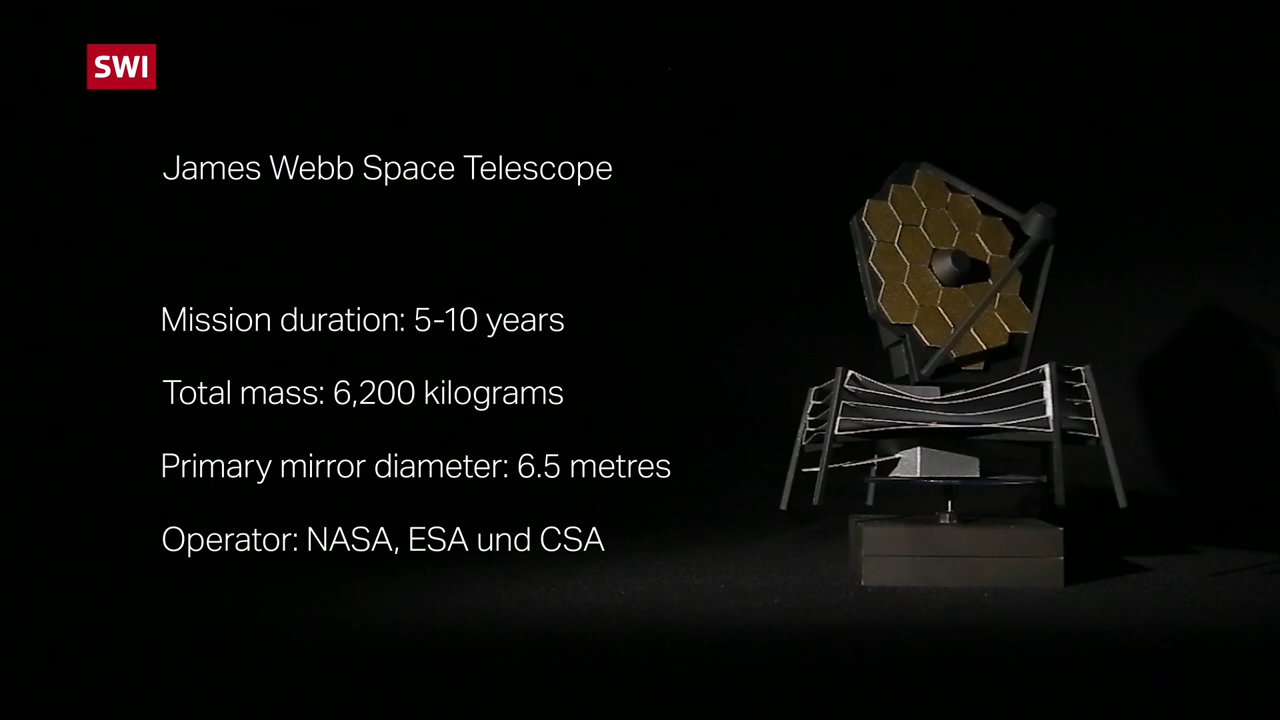 SWI
James Webb Space Telescope
Mission duration: 5-10 years
Total mass: 6,200 kilograms
Primary mirror diameter: 6.5 metres
Operator: NASA, ESA und CSA